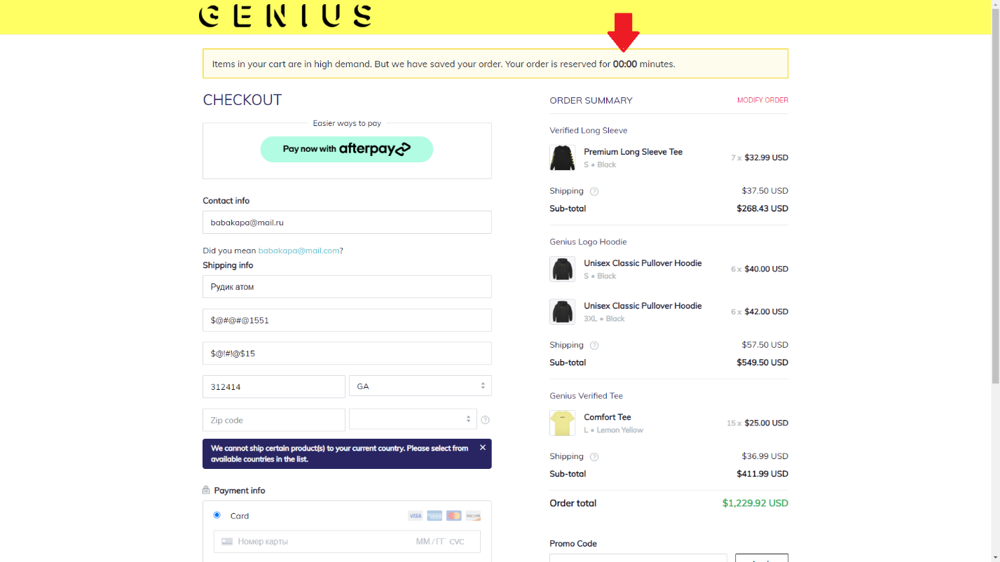 GENIUS
Items in your cart are in high demand. But we have saved your order. Your order is reserved for 00:00 minutes.
CHECKOUT
Easier ways to pay
Pay now with afterpay
Contact info
babakapa@mail.ru
Did you mean babakapa@mail.com?
Shipping info
Рудик атом
$@#@#@1551
$@!#!@$15
312414
GA
Zip code
We cannot ship certain product(s) to your current country. Please select from
available countries in the list.
Payment info
Card
VISA
DISCOVER
Номер карты
ММ / ГГ CVC
ORDER SUMMARY
MODIFY ORDER
Verified Long Sleeve
Premium Long Sleeve Tee
S • Black
7 x $32.99 USD
Shipping ? $37.50 USD
Sub-total $268.43 USD
Genius Logo Hoodie
Unisex Classic Pullover Hoodie
S • Black
6 x $40.00 USD
Unisex Classic Pullover Hoodie
3XL • Black
6 x $42.00 USD
Shipping ? $57.50 USD
Sub-total $549.50 USD
Genius Verified Tee
Comfort Tee
L • Lemon Yellow
15 x $25.00 USD
Shipping ? $36.99 USD
Sub-total $411.99 USD
Order total $1,229.92 USD
Promo Code